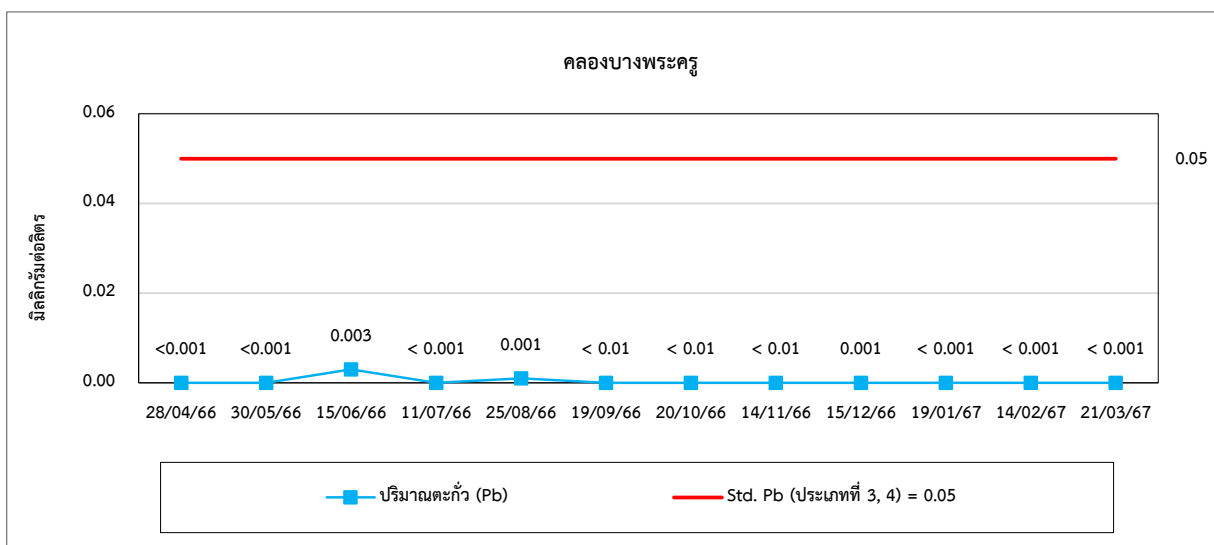 คลองบางพระครู
มิลลิกรัมต่อลิตร
0.06
0.04
0.02
0.00
0.05
<0.001 <0.001 0.003 < 0.001 0.001 < 0.01 < 0.01 < 0.01 0.001 < 0.001 < 0.001 < 0.001
28/04/66 30/05/66 15/06/66 11/07/66 25/08/66 19/09/66 20/10/66 14/11/66 15/12/66 19/01/67 14/02/67 21/03/67
ปริมาณตะกั่ว (Pb) Std. Pb (ประเภทที่ 3, 4) = 0.05